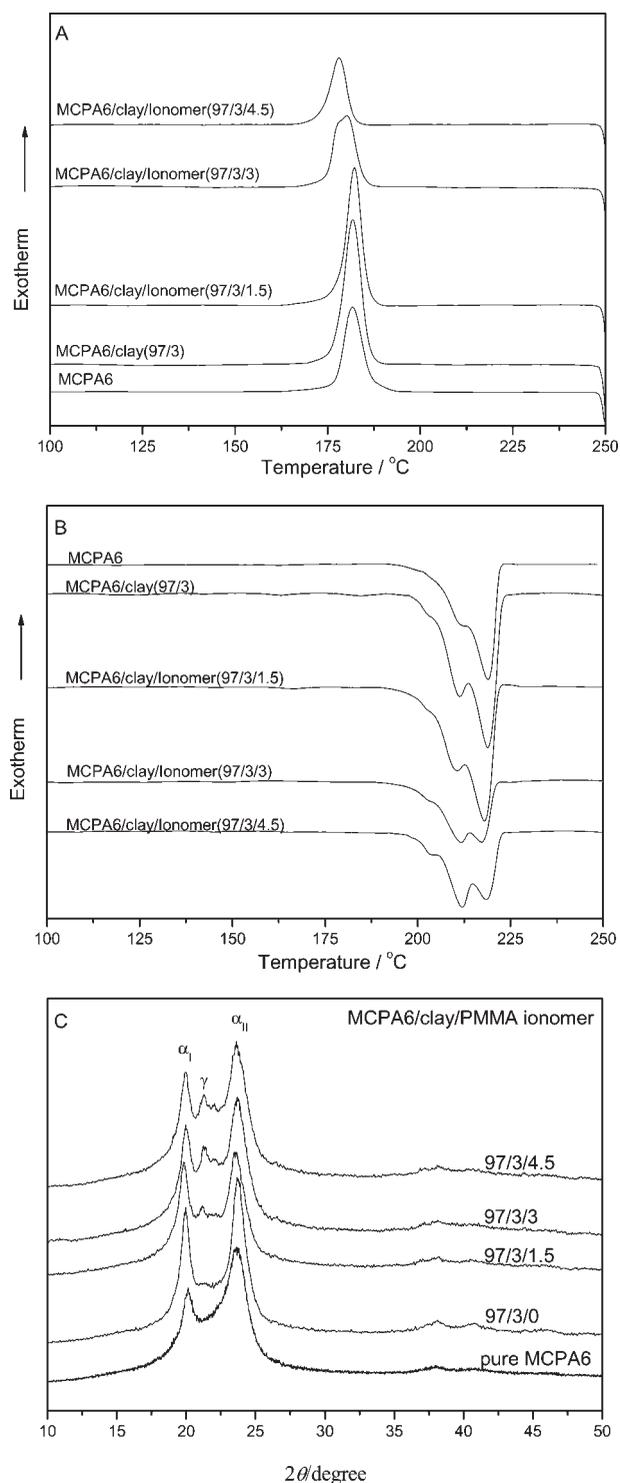 A
MCPA6/clay/Ionomer(97/3/4.5)
MCPA6/clay/Ionomer(97/3/3)
MCPA6/clay/Ionomer(97/3/1.5)
MCPA6/clay(97/3)
MCPA6
Exotherm
100 125 150 175 200 225 250
Temperature / °C
B
MCPA6
MCPA6/clay(97/3)
MCPA6/clay/Ionomer(97/3/1.5)
MCPA6/clay/Ionomer(97/3/3)
MCPA6/clay/Ionomer(97/3/4.5)
Exotherm
100 125 150 175 200 225 250
Temperature / °C
C
MCPA6/clay/PMMA ionomer
αI
γ
αII
97/3/4.5
97/3/3
97/3/1.5
97/3/0
pure MCPA6
10 15 20 25 30 35 40 45 50
2θ/degree